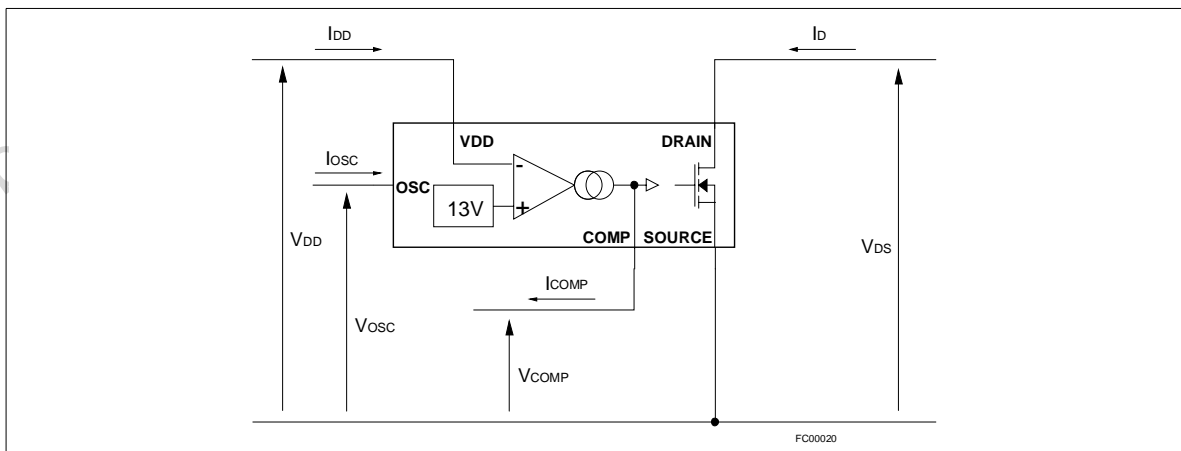 IDD
ID
VDD DRAIN
IOSC
-
OSC
13V
+
COMP SOURCE
VDD
VDS
ICOMP
VOSC
VCOMP
FC00020